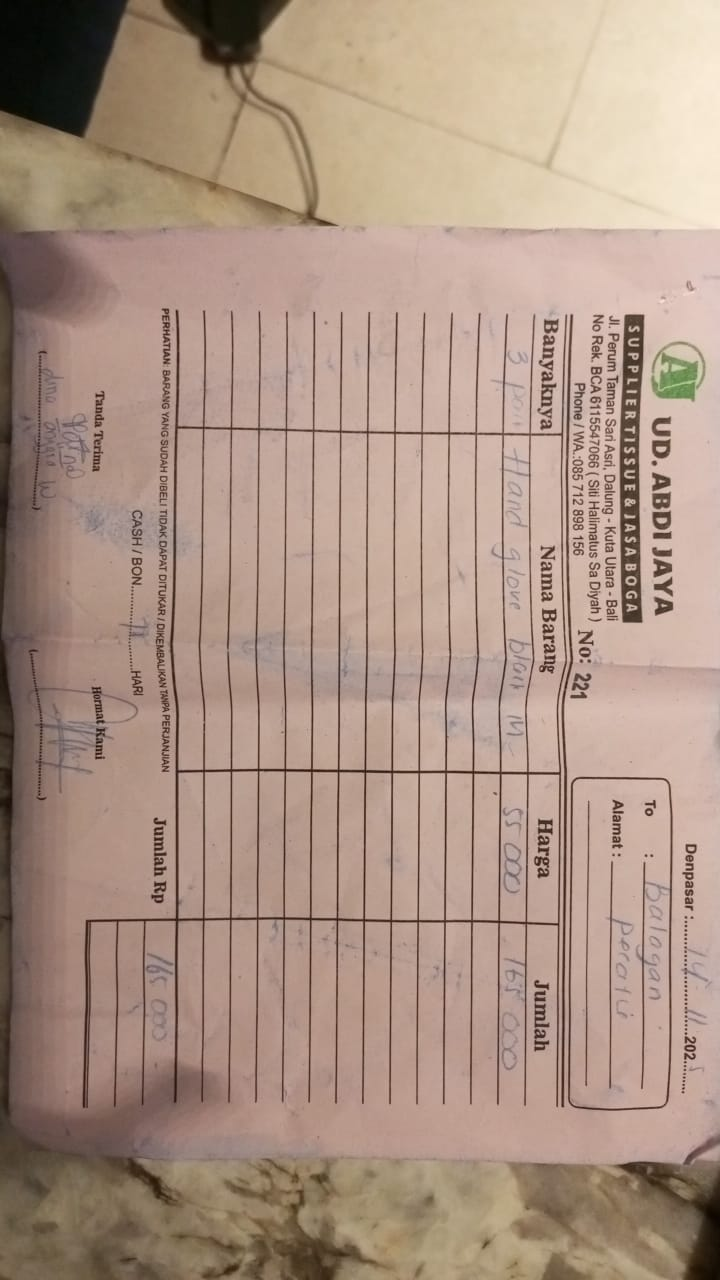 AJ UD. ABDI JAYA
SUPPLIER TISSUE & JASA BOGA
Jl. Perum Taman Sari Asri, Dalung - Kuta Utara - Bali
No Rek. BCA 6115547066 ( Siti Halimatus Sa Diyah )
Phone / WA.:085 712 898 156
No: 221
Denpasar : 14 - 11 2025
To : balogan
Alamat : peratii
Banyaknya Nama Barang Harga Jumlah
3 Hand glove black M 55 000 165 000
PERHATIAN: BARANG YANG SUDAH DIBELI TIDAK DAPAT DITUKAR / DIKEMBALIKAN TANPA PERJANJIAN
Jumlah Rp 165 000
CASH / BON............HARI
Tanda Terima Hormat Kami